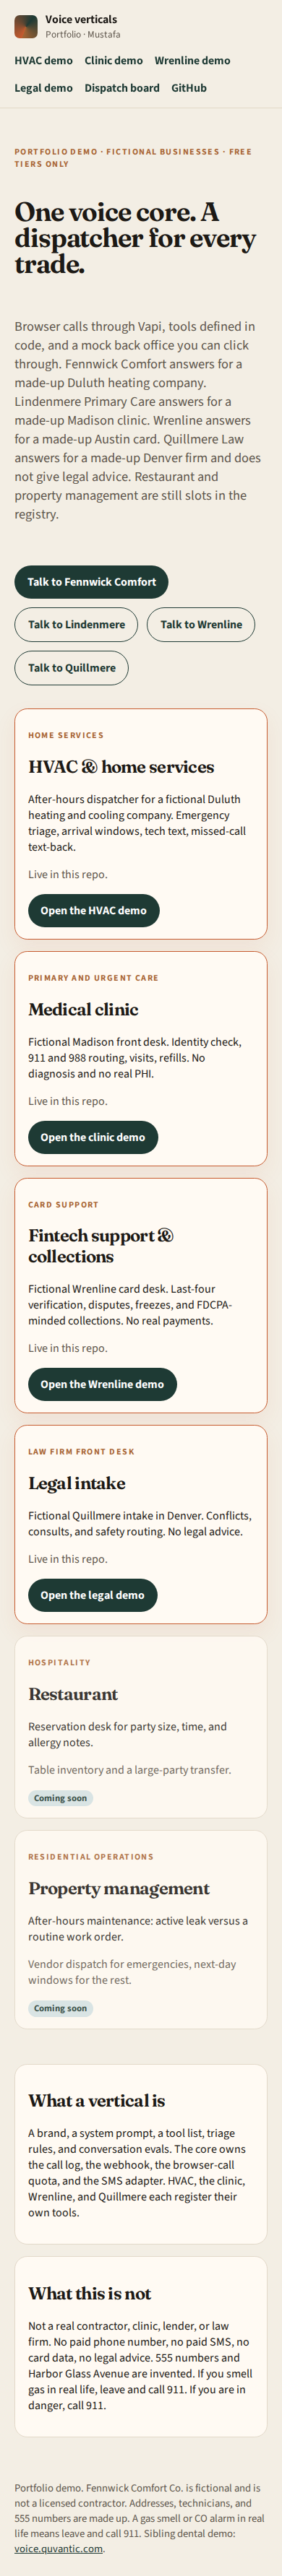 Voice verticals
Portfolio · Mustafa
HVAC demo Clinic demo Wrenline demo
Legal demo Dispatch board GitHub
PORTFOLIO DEMO · FICTIONAL BUSINESSES · FREE
TIERS ONLY
One voice core. A
dispatcher for every
trade.
Browser calls through Vapi, tools defined in
code, and a mock back office you can click
through. Fennwick Comfort answers for a
made-up Duluth heating company.
Lindenmere Primary Care answers for a
made-up Madison clinic. Wrenline answers
for a made-up Austin card. Quillmere Law
answers for a made-up Denver firm and does
not give legal advice. Restaurant and
property management are still slots in the
registry.
Talk to Fennwick Comfort
Talk to Lindenmere Talk to Wrenline
Talk to Quillmere
HOME SERVICES
HVAC & home services
After-hours dispatcher for a fictional Duluth
heating and cooling company. Emergency
triage, arrival windows, tech text, missed-call
text-back.
Live in this repo.
Open the HVAC demo
PRIMARY AND URGENT CARE
Medical clinic
Fictional Madison front desk. Identity check,
911 and 988 routing, visits, refills. No
diagnosis and no real PHI.
Live in this repo.
Open the clinic demo
CARD SUPPORT
Fintech support &
collections
Fictional Wrenline card desk. Last-four
verification, disputes, freezes, and FDCPA-
minded collections. No real payments.
Live in this repo.
Open the Wrenline demo
LAW FIRM FRONT DESK
Legal intake
Fictional Quillmere intake in Denver. Conflicts,
consults, and safety routing. No legal advice.
Live in this repo.
Open the legal demo
HOSPITALITY
Restaurant
Reservation desk for party size, time, and
allergy notes.
Table inventory and a large-party transfer.
Coming soon
RESIDENTIAL OPERATIONS
Property management
After-hours maintenance: active leak versus a
routine work order.
Vendor dispatch for emergencies, next-day
windows for the rest.
Coming soon
What a vertical is
A brand, a system prompt, a tool list, triage
rules, and conversation evals. The core owns
the call log, the webhook, the browser-call
quota, and the SMS adapter. HVAC, the clinic,
Wrenline, and Quillmere each register their
own tools.
What this is not
Not a real contractor, clinic, lender, or law
firm. No paid phone number, no paid SMS, no
card data, no legal advice. 555 numbers and
Harbor Glass Avenue are invented. If you smell
gas in real life, leave and call 911. If you are in
danger, call 911.
Portfolio demo. Fennwick Comfort Co. is fictional and is
not a licensed contractor. Addresses, technicians, and
555 numbers are made up. A gas smell or CO alarm in real
life means leave and call 911. Sibling dental demo:
voice.quvantic.com.